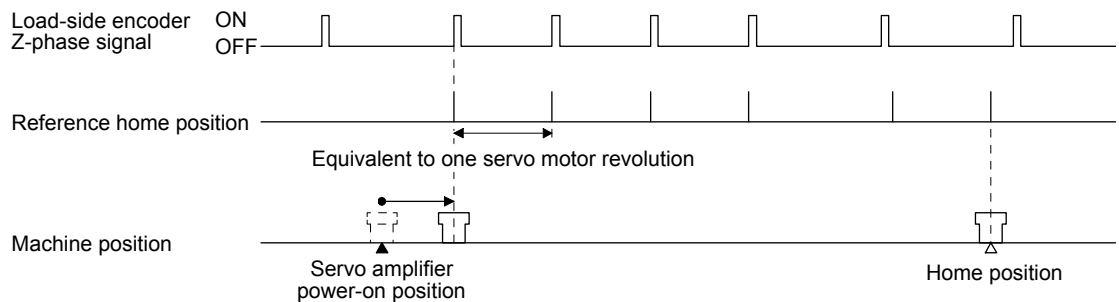 Load-side encoder ON
Z-phase signal OFF
Reference home position
Equivalent to one servo motor revolution
Machine position
Servo amplifier
power-on position
Home position